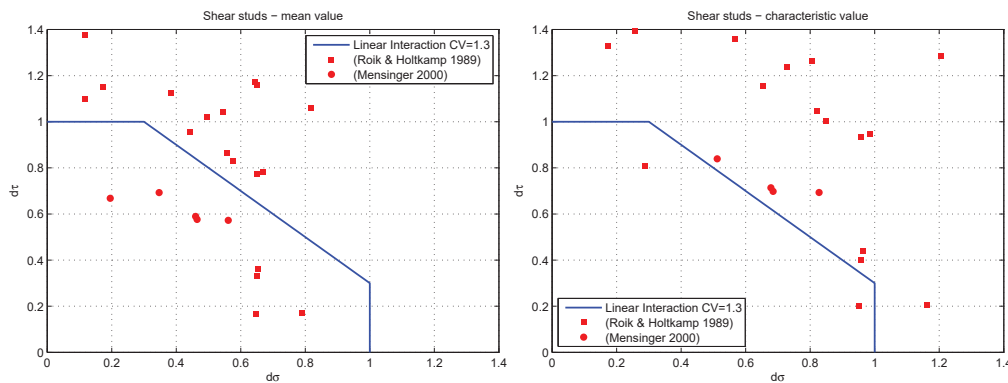 Shear studs − mean value
1.4
1.2
1
0.8
0.6
0.4
0.2
0
dτ
0 0.2 0.4 0.6 0.8 1 1.2 1.4
dσ
Linear Interaction CV=1.3
(Roik & Holtkamp 1989)
(Mensinger 2000)
Shear studs − characteristic value
1.4
1.2
1
0.8
0.6
0.4
0.2
0
dτ
0 0.2 0.4 0.6 0.8 1 1.2 1.4
dσ
Linear Interaction CV=1.3
(Roik & Holtkamp 1989)
(Mensinger 2000)